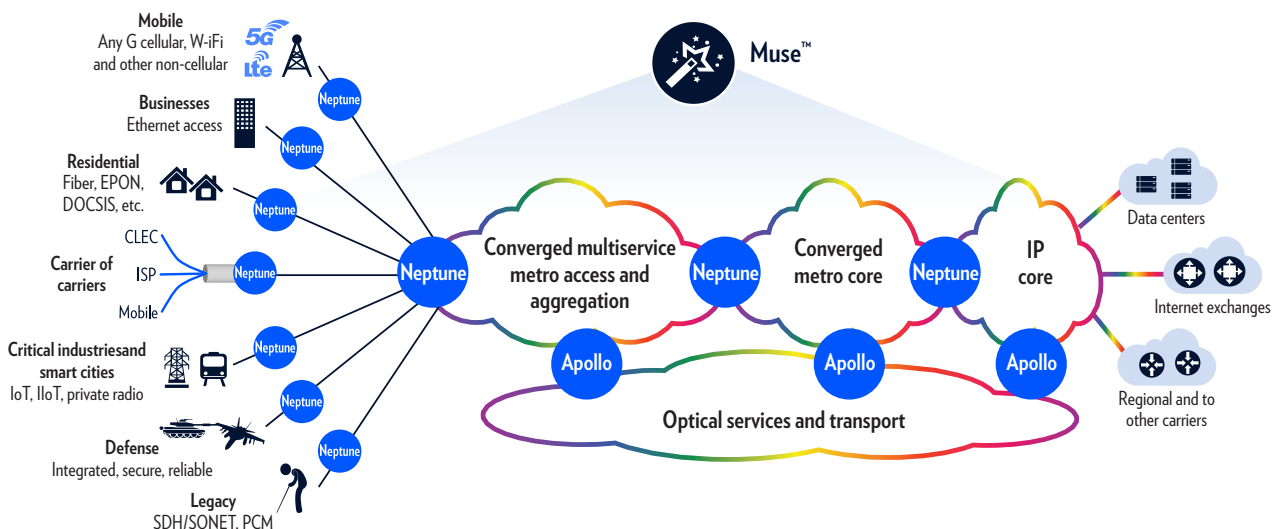 Mobile
Any G cellular, W-iFi
and other non-cellular
5G
Lte
Neptune
Businesses
Ethernet access
Neptune
Residential
Fiber, EPON,
DOCSIS, etc.
Neptune
CLEC
Carrier of
carriers
ISP
Mobile
Neptune
Critical industriesand
smart cities
IoT, IIoT, private radio
Neptune
Defense
Integrated, secure, reliable
Neptune
Legacy
SDH/SONET, PCM
Neptune
Muse™
Neptune
Converged multiservice
metro access and
aggregation
Neptune
Converged
metro core
Neptune
IP
core
Apollo
Apollo
Apollo
Optical services and transport
Data centers
Internet exchanges
Regional and to
other carriers